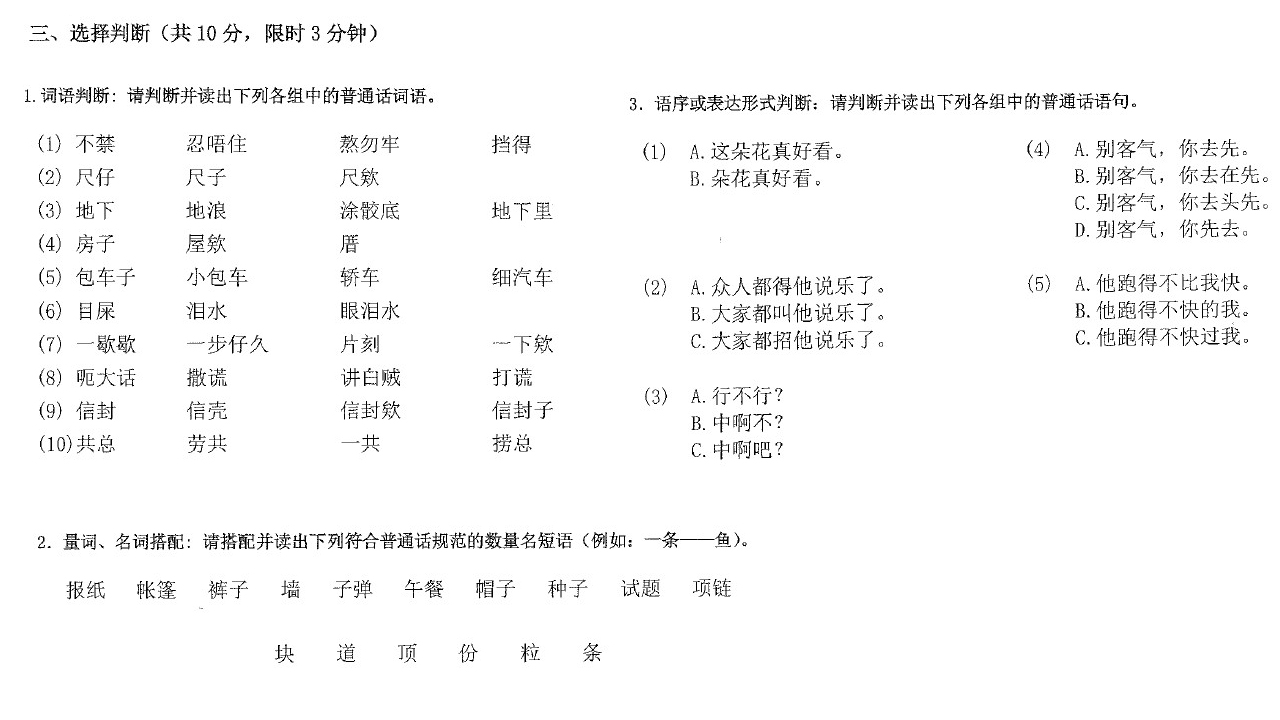 三、选择判断（共10分，限时3分钟）
1.词语判断：请判断并读出下列各组中的普通话词语。
(1) 不禁 忍唔住 熬勿牢 挡得
(2) 尺仔 尺子 尺欸
(3) 地下 地浪 涂骹底 地下里
(4) 房子 屋欸 厝
(5) 包车子 小包车 轿车 细汽车
(6) 目屎 泪水 眼泪水
(7) 一歇歇 一步仔久 片刻 一下欸
(8) 呃大话 撒谎 讲白贼 打谎
(9) 信封 信壳 信封欸 信封子
(10)共总 劳共 一共 捞总
2．量词、名词搭配：请搭配并读出下列符合普通话规范的数量名短语（例如：一条——鱼）。
报纸 帐篷 裤子 墙 子弹 午餐 帽子 种子 试题 项链
块 道 顶 份 粒 条
3．语序或表达形式判断：请判断并读出下列各组中的普通话语句。
(1) A.这朵花真好看。
B.朵花真好看。
(2) A.众人都得他说乐了。
B.大家都叫他说乐了。
C.大家都招他说乐了。
(3) A.行不行？
B.中啊不？
C.中啊吧？
(4) A.别客气，你去先。
B.别客气，你去在先。
C.别客气，你去头先。
D.别客气，你先去。
(5) A.他跑得不比我快。
B.他跑得不快的我。
C.他跑得不快过我。